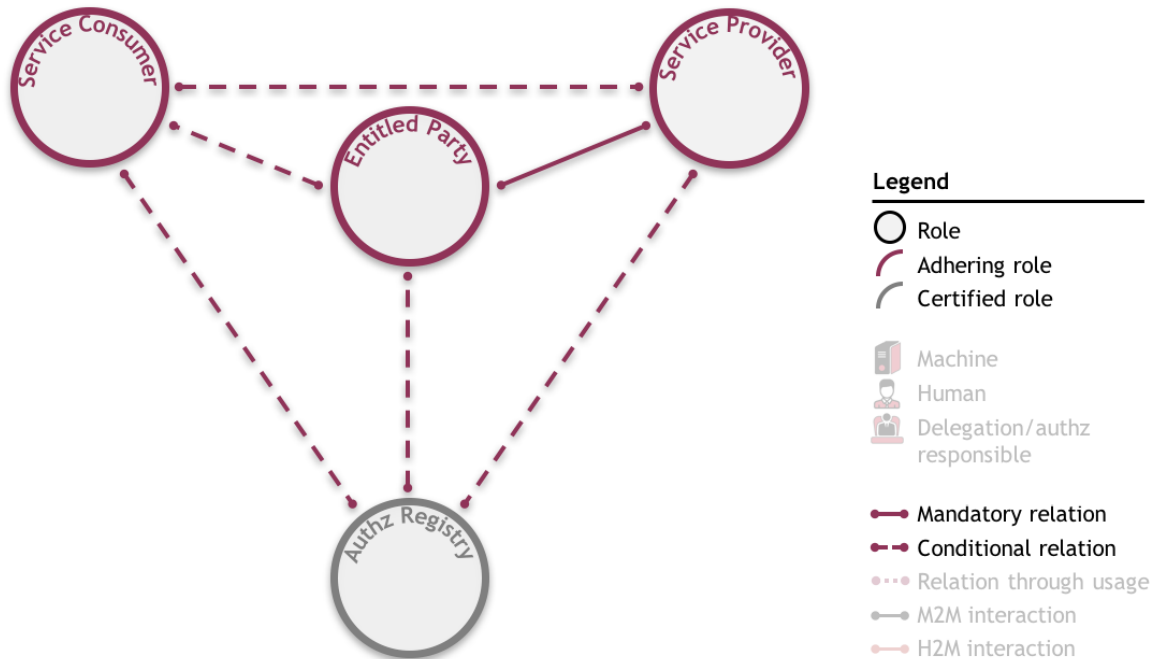 Service Consumer
Service Provider
Entitled Party
Authz Registry
Legend
Role
Adhering role
Certified role
Machine
Human
Delegation/authz
responsible
Mandatory relation
Conditional relation
Relation through usage
M2M interaction
H2M interaction